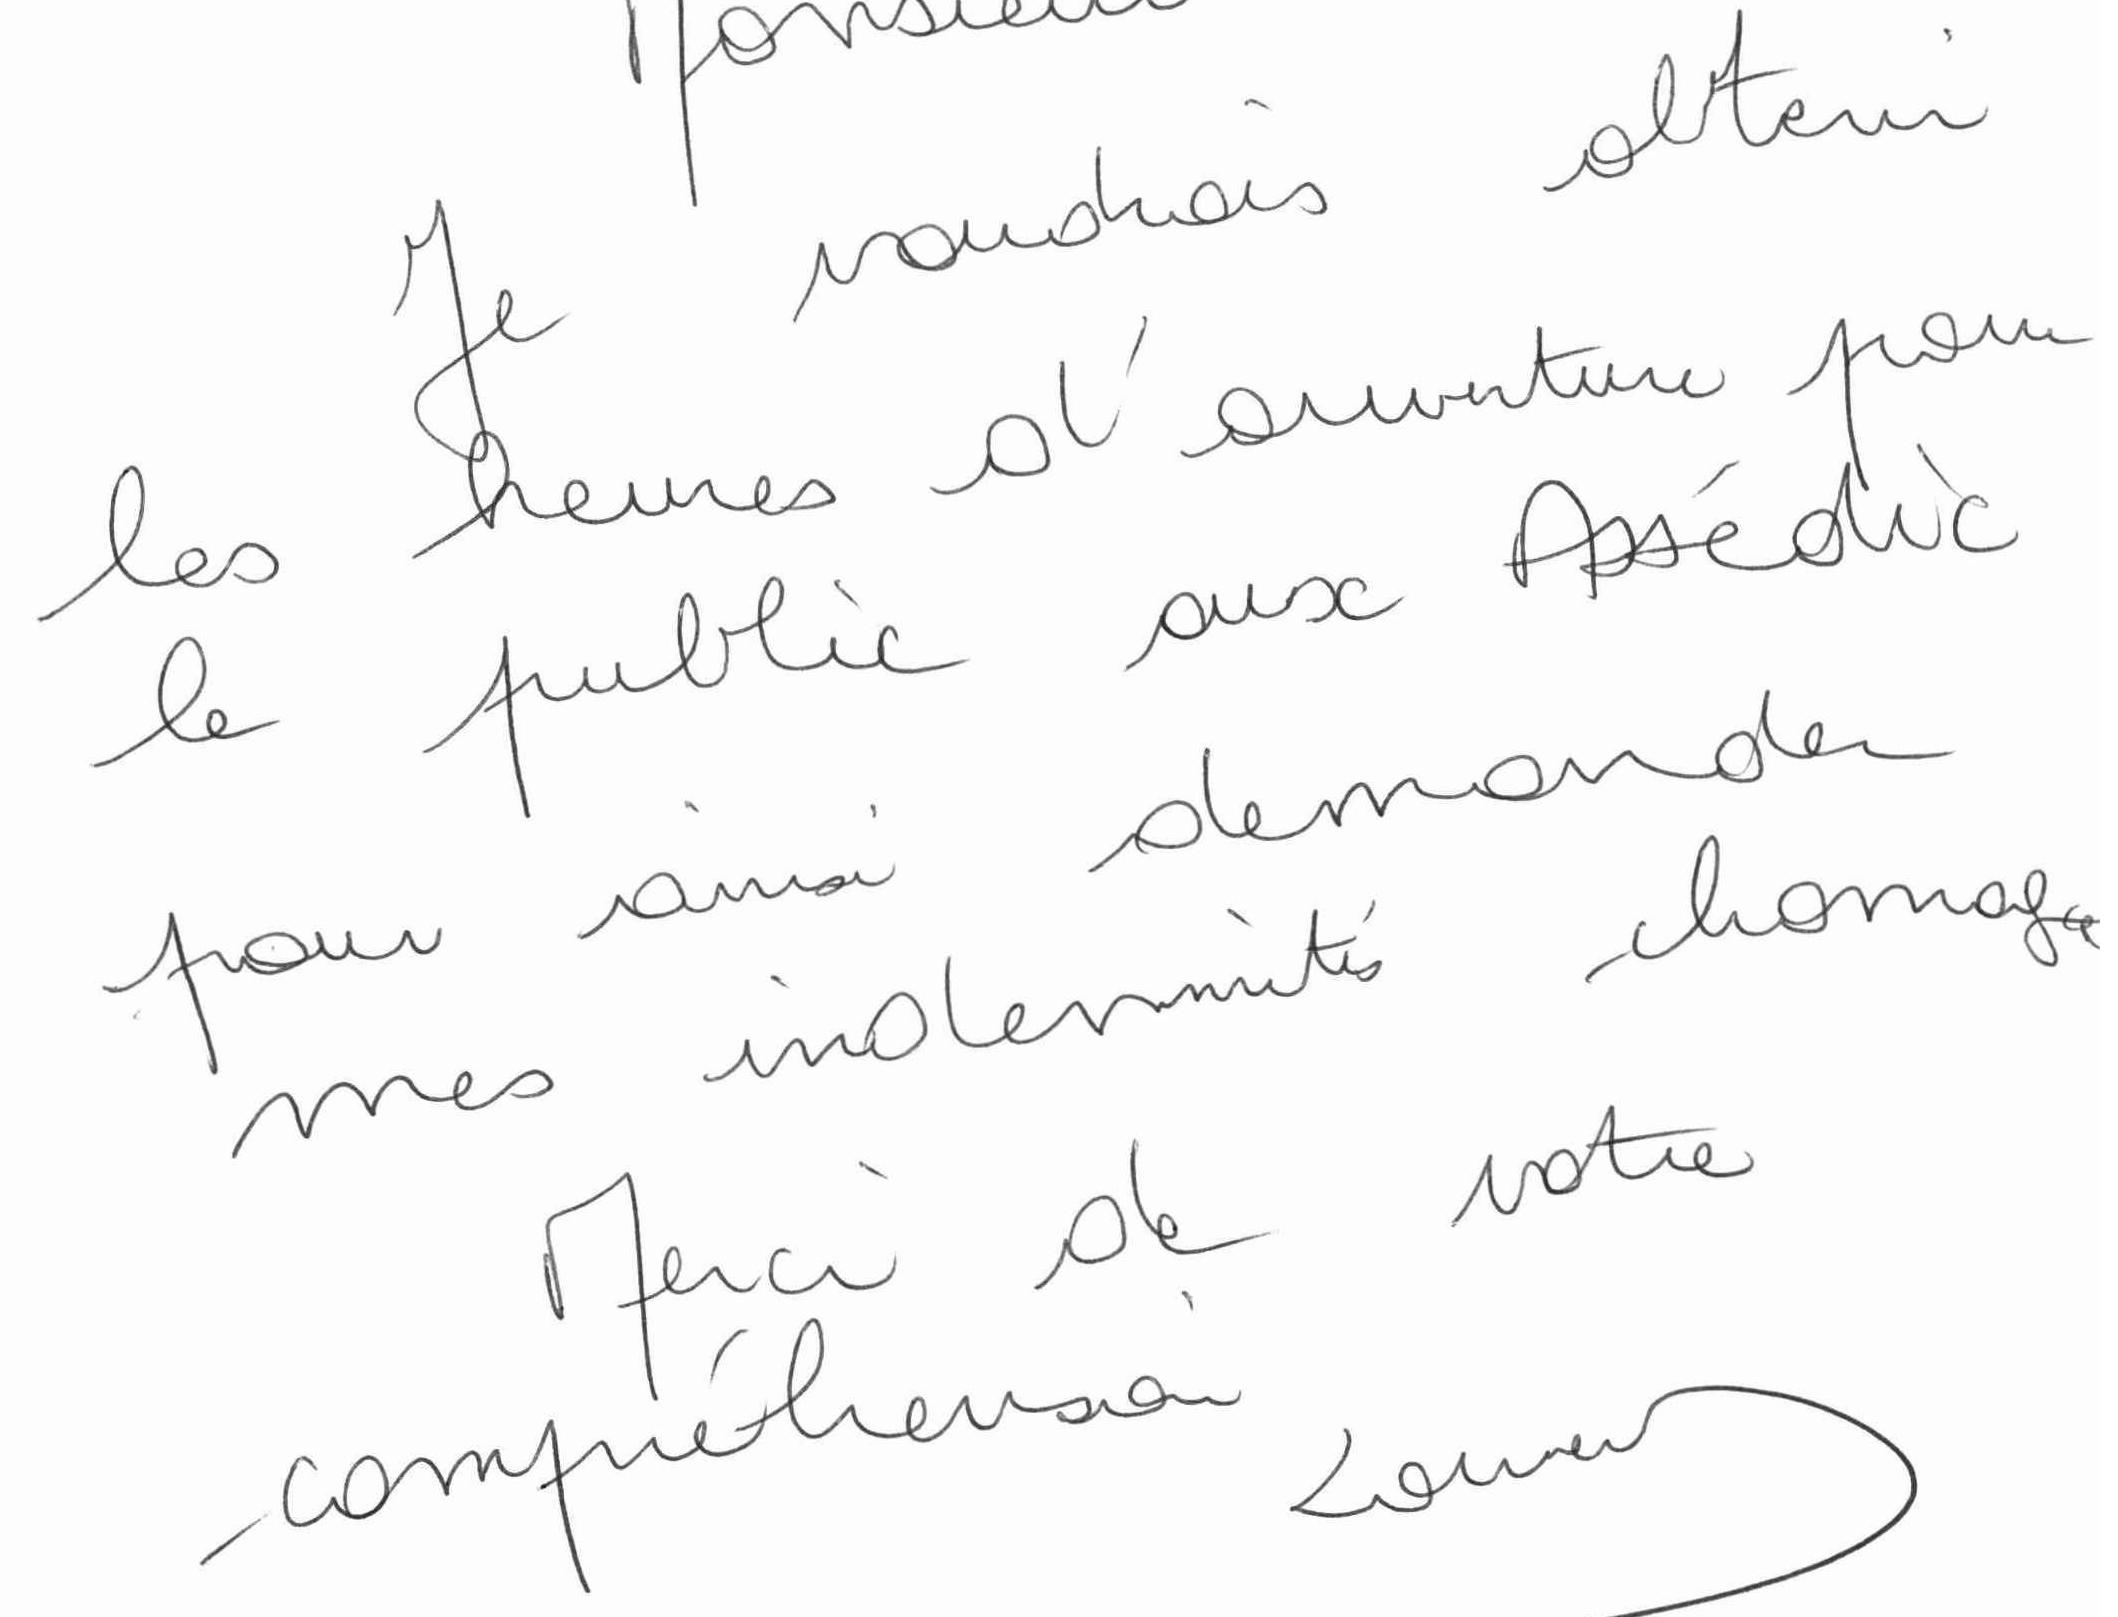 Monsieur
Je voudrais obtenir
les heures d'ouverture pour
le public aux Assédic
pour ainsi demander
mes indemnités chomage
Merci de votre
compréhension